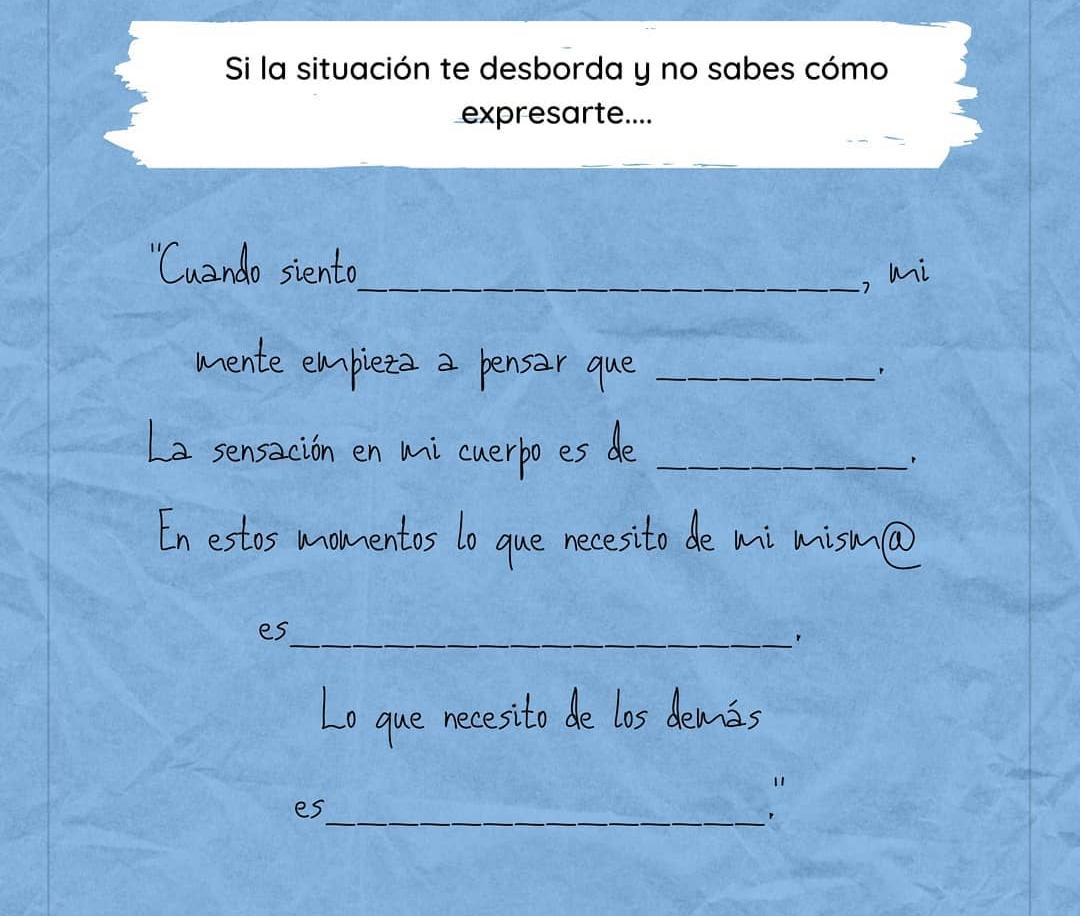 Si la situación te desborda y no sabes cómo
expresarte....
"Cuando siento________________, mi
mente empieza a pensar que _______.
La sensación en mi cuerpo es de ________.
En estos momentos lo que necesito de mi mism@
es________________.
Lo que necesito de los demás
es______________."